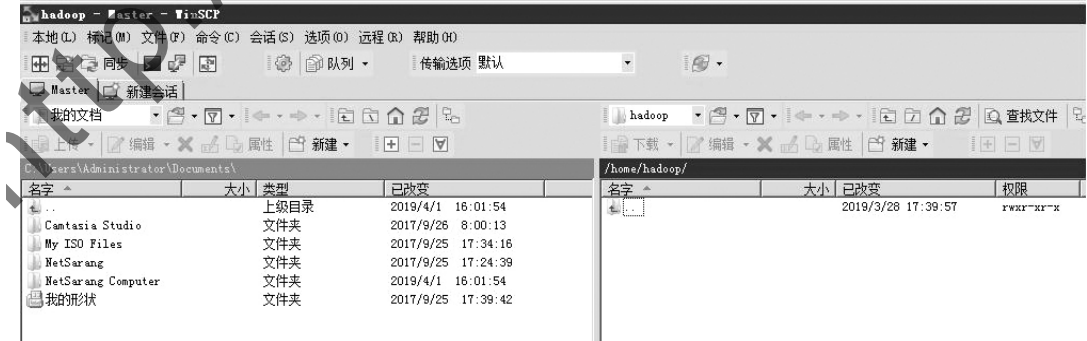 hadoop - Master - WinSCP
本地(L) 标记(M) 文件(F) 命令(C) 会话(S) 选项(O) 远程(R) 帮助(H)
同步 队列 传输选项 默认
Master 新建会话
我的文档 hadoop 查找文件
上传 编辑 属性 新建 下载 编辑 属性 新建
C:\Users\Administrator\Documents\ /home/hadoop/
名字 大小 类型 已改变 名字 大小 已改变 权限
.. 上级目录 2019/4/1 16:01:54 .. 2019/3/28 17:39:57 rwxr-xr-x
Camtasia Studio 文件夹 2017/9/26 8:00:13
My ISO Files 文件夹 2017/9/25 17:34:16
NetSarang 文件夹 2017/9/25 17:24:39
NetSarang Computer 文件夹 2019/4/1 16:01:54
我的形状 文件夹 2017/9/25 17:39:42
http: